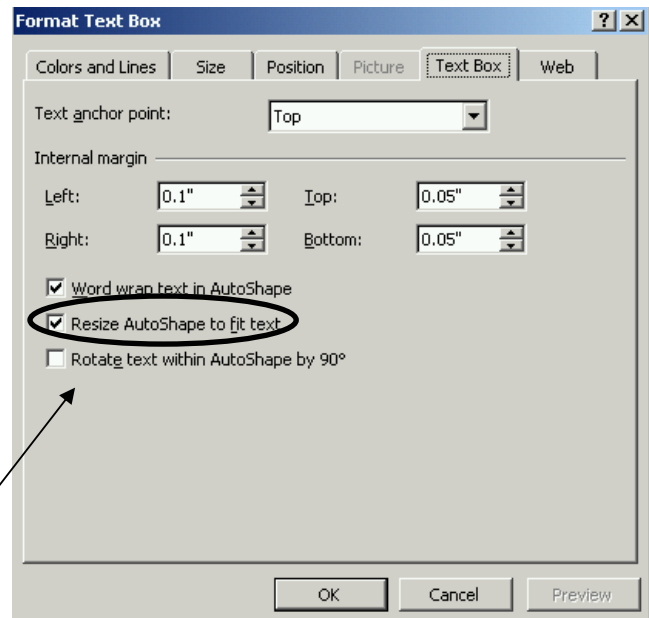 Format Text Box
? X
Colors and Lines Size Position Picture Text Box Web
Text anchor point: Top
Internal margin
Left: 0.1" Top: 0.05"
Right: 0.1" Bottom: 0.05"
Word wrap text in AutoShape
Resize AutoShape to fit text
Rotate text within AutoShape by 90°
OK Cancel Preview